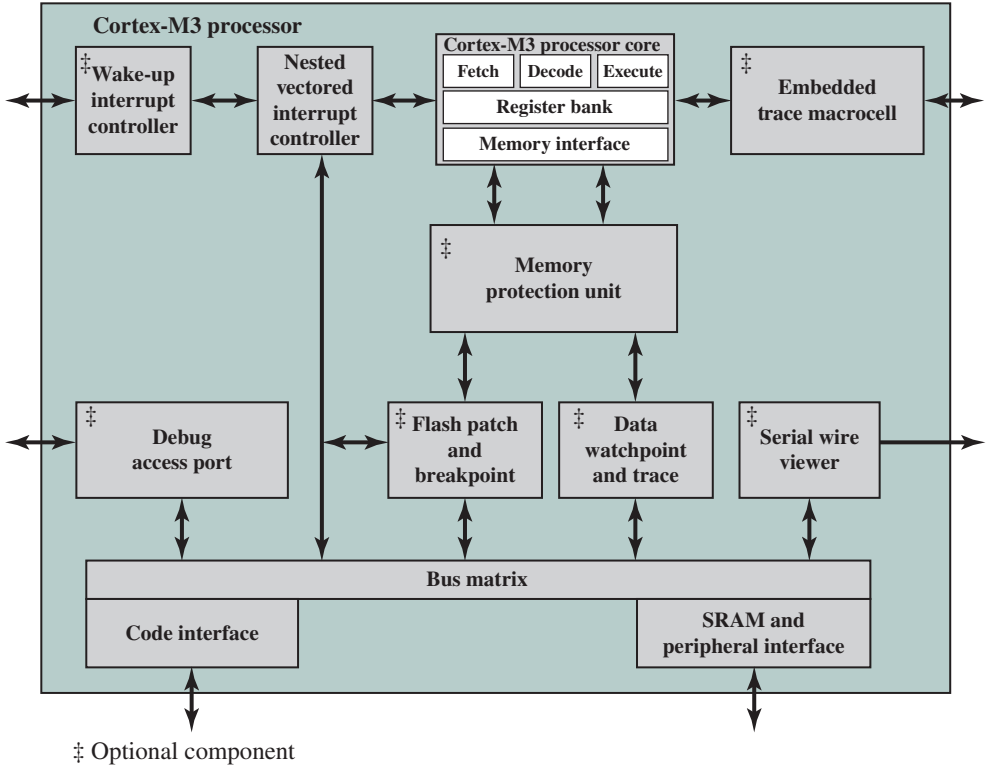 Cortex-M3 processor
‡
Wake-up
interrupt
controller
Nested
vectored
interrupt
controller
Cortex-M3 processor core
Fetch
Decode
Execute
Register bank
Memory interface
‡
Embedded
trace macrocell
‡
Memory
protection unit
‡
Debug
access port
‡
Flash patch
and
breakpoint
‡
Data
watchpoint
and trace
‡
Serial wire
viewer
Bus matrix
Code interface
SRAM and
peripheral interface
‡ Optional component